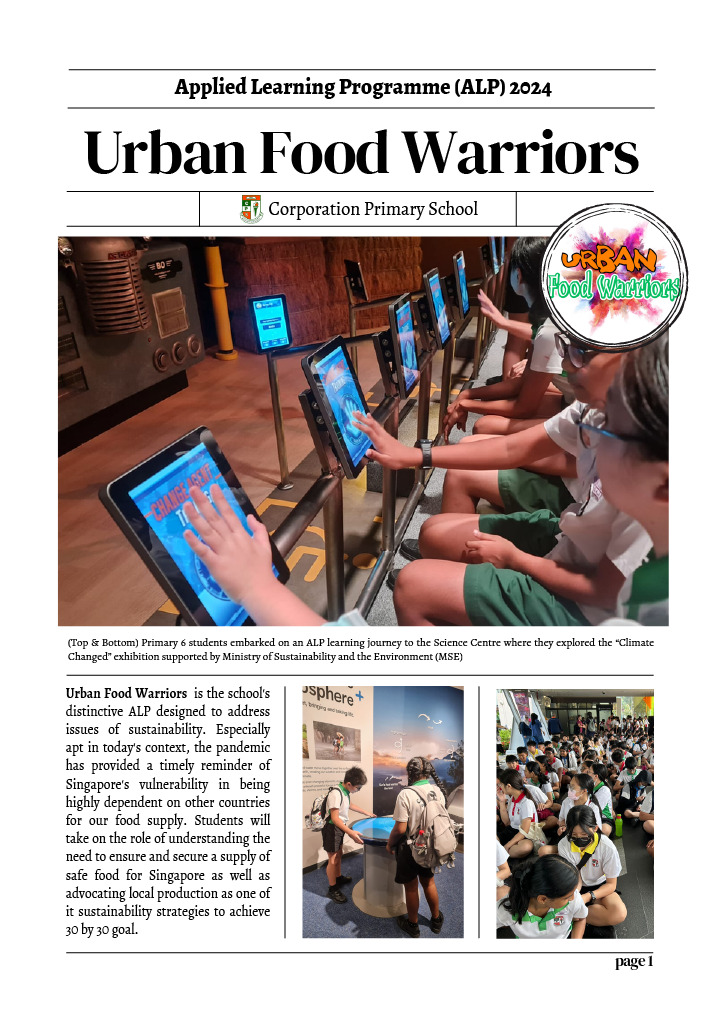 Applied Learning Programme (ALP) 2024
Urban Food Warriors
Corporation Primary School
URBAN
Food Warriors
CHANGE AGENT
(Top & Bottom) Primary 6 students embarked on an ALP learning journey to the Science Centre where they explored the “Climate
Changed” exhibition supported by Ministry of Sustainability and the Environment (MSE)
Urban Food Warriors is the school's
distinctive ALP designed to address
issues of sustainability. Especially
apt in today's context, the pandemic
has provided a timely reminder of
Singapore's vulnerability in being
highly dependent on other countries
for our food supply. Students will
take on the role of understanding the
need to ensure and secure a supply of
safe food for Singapore as well as
advocating local production as one of
it sustainability strategies to achieve
30 by 30 goal.
osphere+
page 1